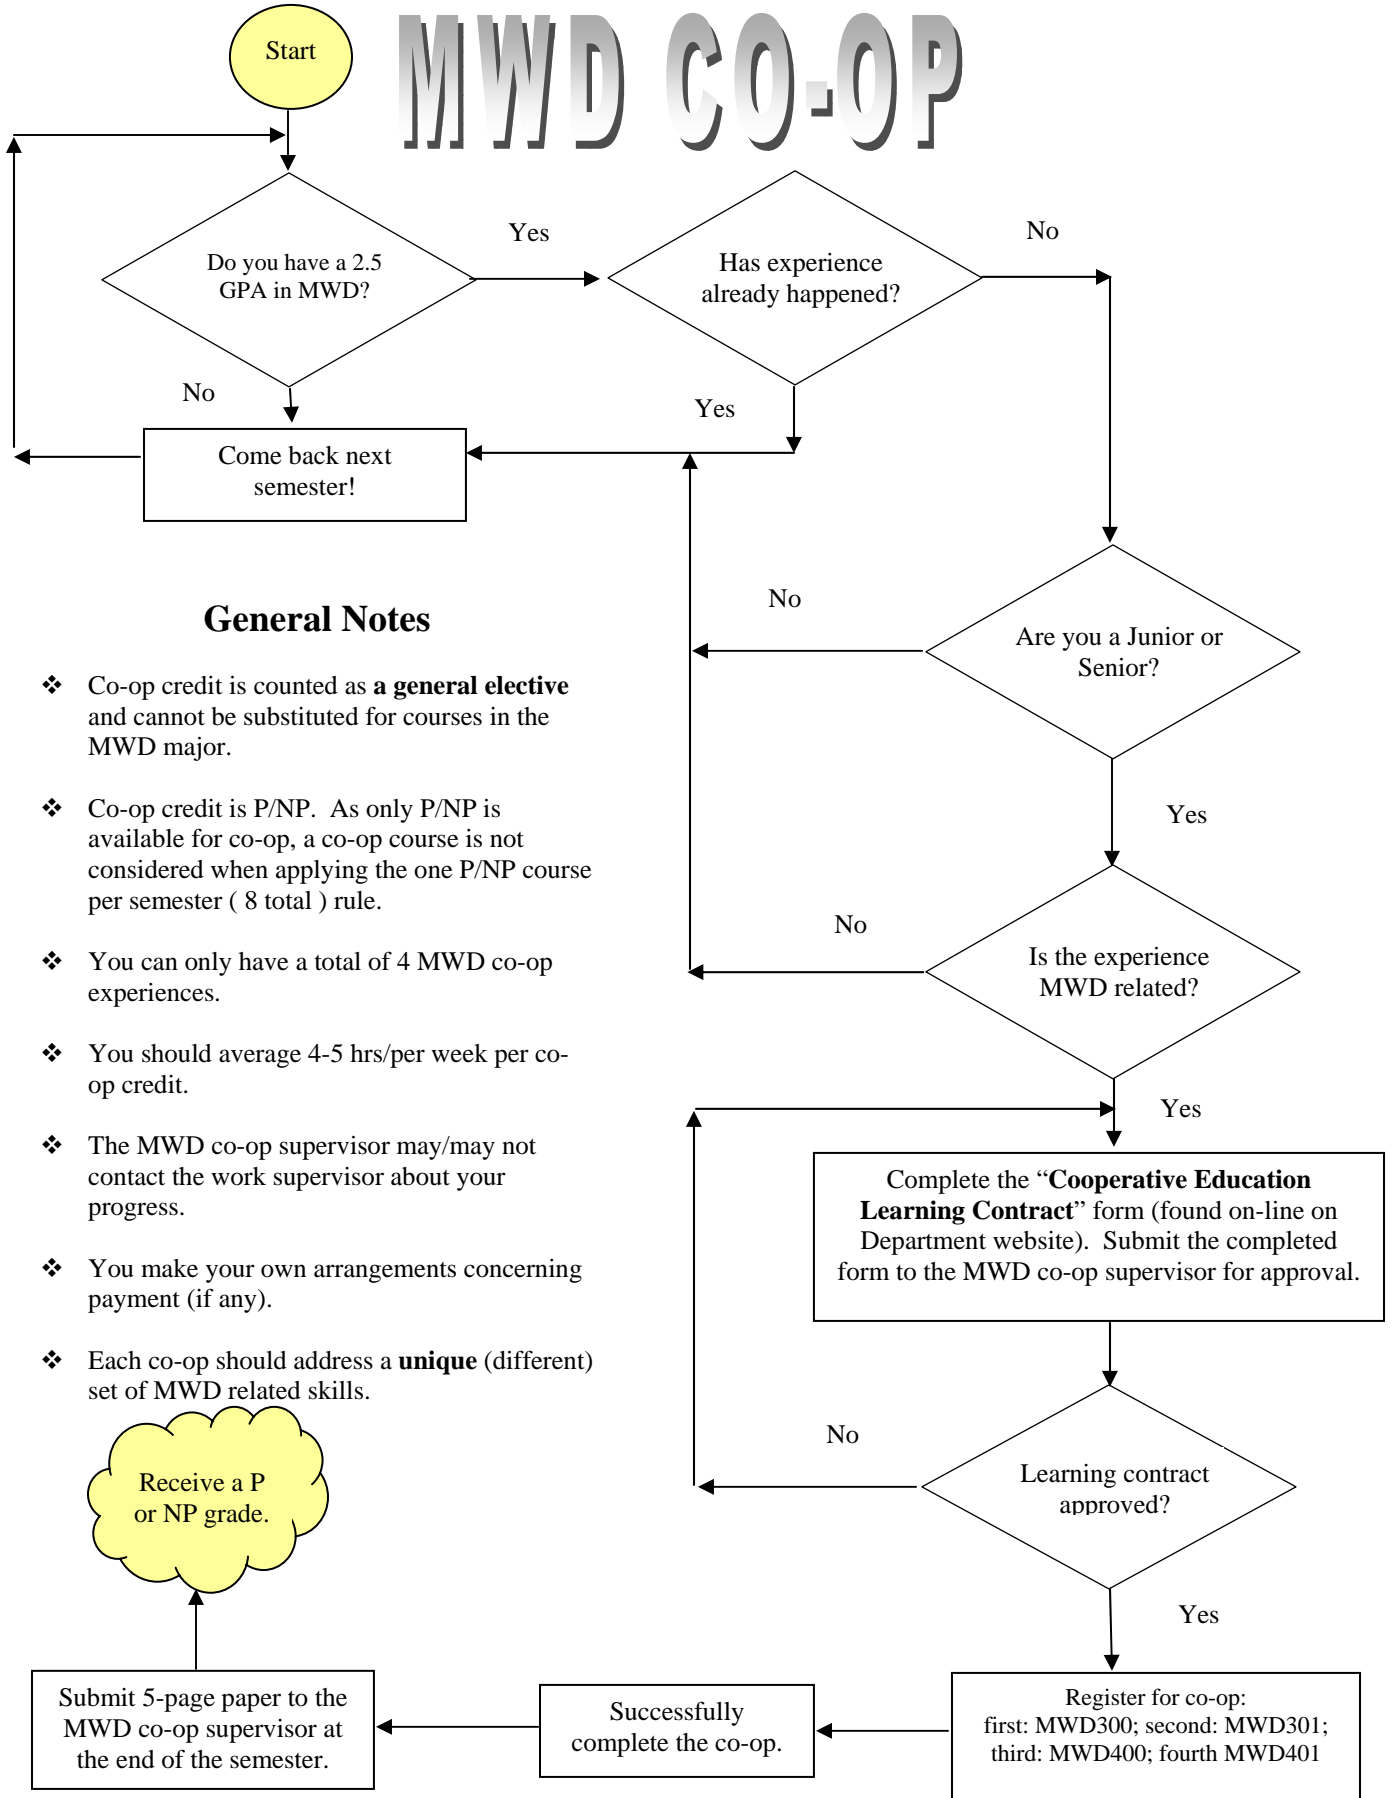 Start
MWD CO-OP
Do you have a 2.5
GPA in MWD?
Yes
Has experience
already happened?
No
No
Yes
Come back next
semester!
No
Are you a Junior or
Senior?
Yes
No
Is the experience
MWD related?
Yes
General Notes
❖ Co-op credit is counted as a general elective
and cannot be substituted for courses in the
MWD major.
❖ Co-op credit is P/NP.  As only P/NP is
available for co-op, a co-op course is not
considered when applying the one P/NP course
per semester ( 8 total ) rule.
❖ You can only have a total of 4 MWD co-op
experiences.
❖ You should average 4-5 hrs/per week per co-
op credit.
❖ The MWD co-op supervisor may/may not
contact the work supervisor about your
progress.
❖ You make your own arrangements concerning
payment (if any).
❖ Each co-op should address a unique (different)
set of MWD related skills.
Complete the “Cooperative Education
Learning Contract” form (found on-line on
Department website).  Submit the completed
form to the MWD co-op supervisor for approval.
No
Learning contract
approved?
Yes
Register for co-op:
first: MWD300; second: MWD301;
third: MWD400; fourth MWD401
Successfully
complete the co-op.
Submit 5-page paper to the
MWD co-op supervisor at
the end of the semester.
Receive a P
or NP grade.